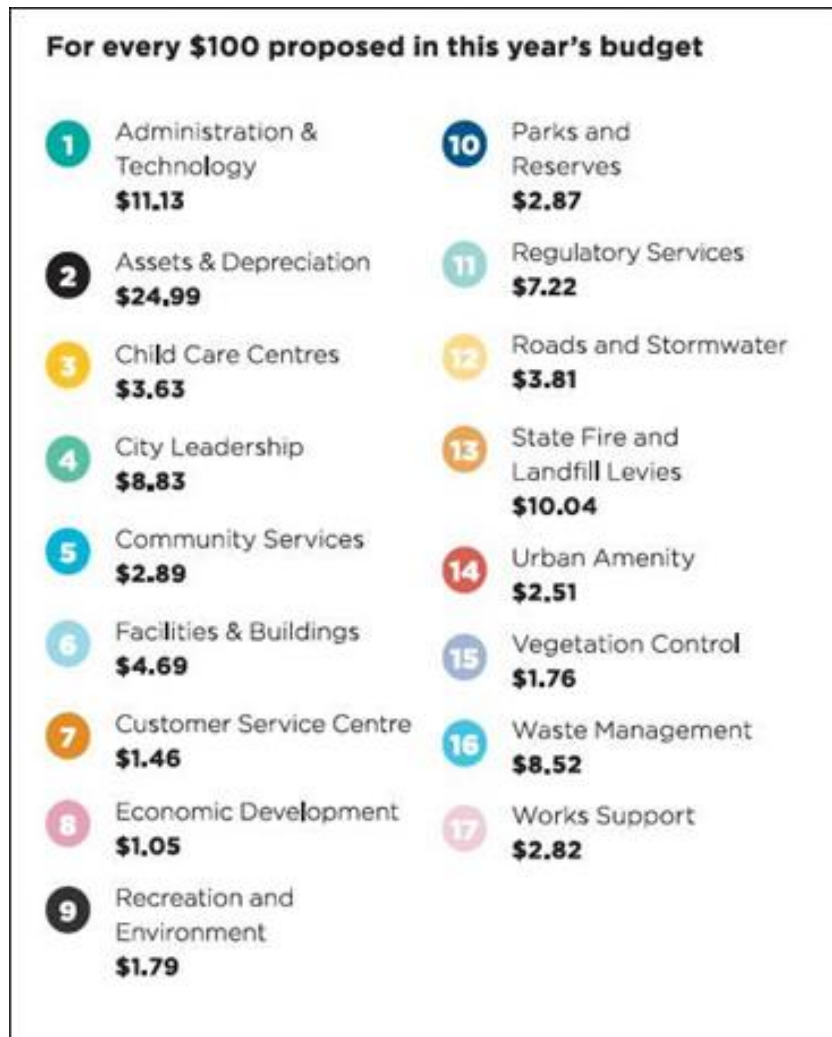 For every $100 proposed in this year's budget
1
Administration &
Technology
$11.13
2
Assets & Depreciation
$24.99
3
Child Care Centres
$3.63
4
City Leadership
$8.83
5
Community Services
$2.89
6
Facilities & Buildings
$4.69
7
Customer Service Centre
$1.46
8
Economic Development
$1.05
9
Recreation and
Environment
$1.79
10
Parks and
Reserves
$2.87
11
Regulatory Services
$7.22
12
Roads and Stormwater
$3.81
13
State Fire and
Landfill Levies
$10.04
14
Urban Amenity
$2.51
15
Vegetation Control
$1.76
16
Waste Management
$8.52
17
Works Support
$2.82